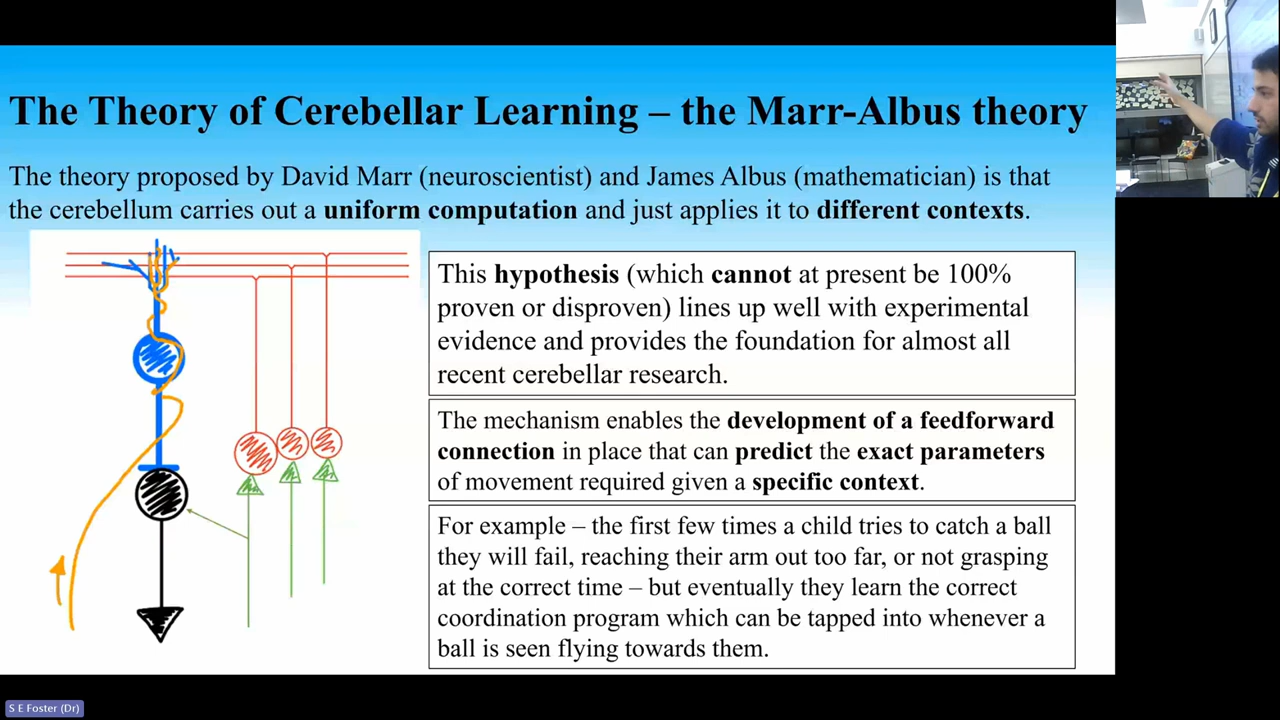 The Theory of Cerebellar Learning – the Marr-Albus theory
The theory proposed by David Marr (neuroscientist) and James Albus (mathematician) is that
the cerebellum carries out a uniform computation and just applies it to different contexts.
This hypothesis (which cannot at present be 100%
proven or disproven) lines up well with experimental
evidence and provides the foundation for almost all
recent cerebellar research.
The mechanism enables the development of a feedforward
connection in place that can predict the exact parameters
of movement required given a specific context.
For example – the first few times a child tries to catch a ball
they will fail, reaching their arm out too far, or not grasping
at the correct time – but eventually they learn the correct
coordination program which can be tapped into whenever a
ball is seen flying towards them.
S E Foster (Dr)